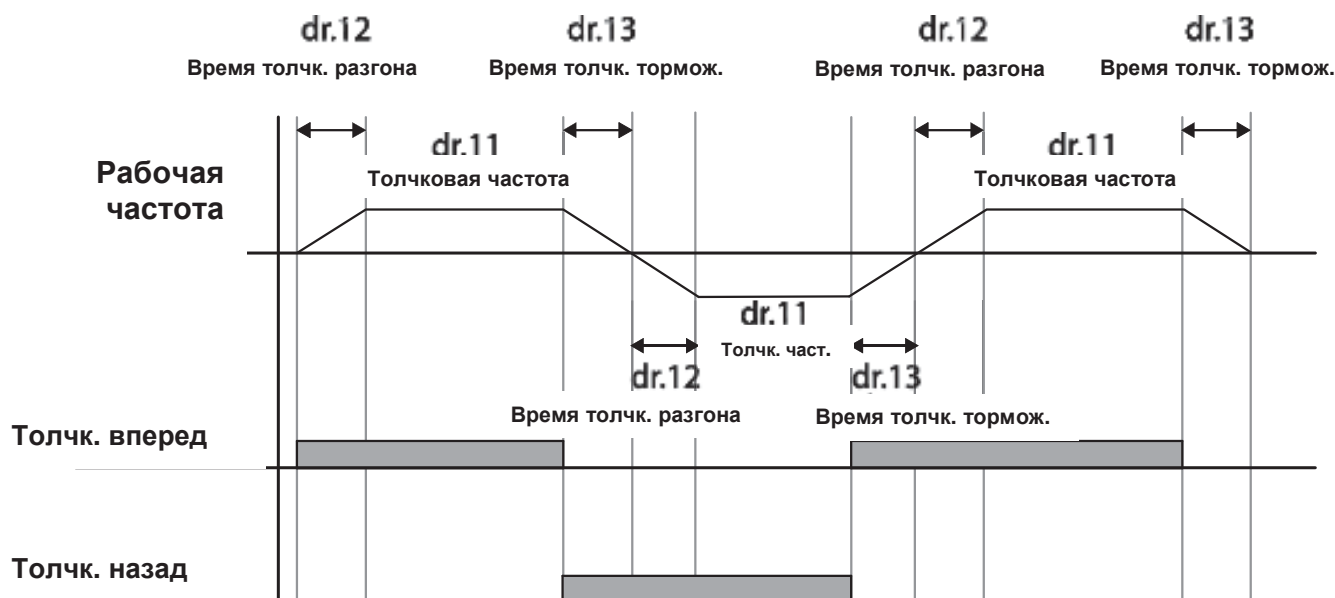 dr.12 dr.13 dr.12 dr.13
Время толчк. разгона Время толчк. тормож. Время толчк. разгона Время толчк. тормож.
dr.11 dr.11
Толчковая частота Толчковая частота
Рабочая
частота
dr.11
Толчк. част.
dr.12 dr.13
Время толчк. разгона Время толчк. тормож.
Толчк. вперед
Толчк. назад